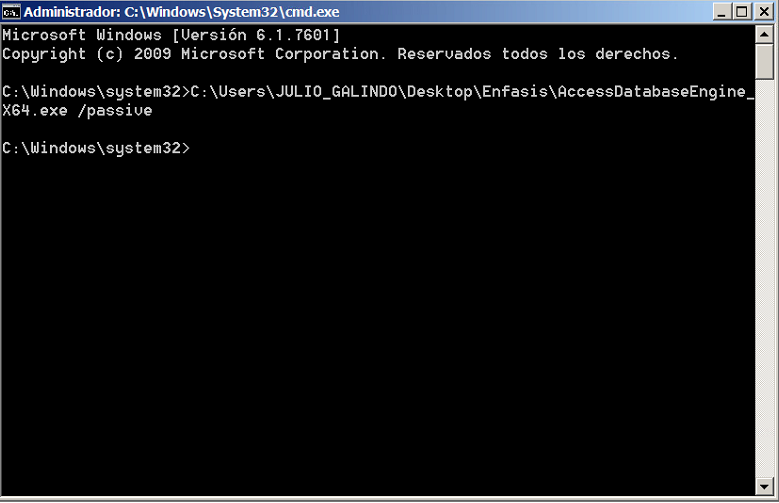 Administrador: C:\Windows\System32\cmd.exe
Microsoft Windows [Versión 6.1.7601]
Copyright (c) 2009 Microsoft Corporation. Reservados todos los derechos.
C:\Windows\system32>C:\Users\JULIO_GALINDO\Desktop\Enfasis\AccessDatabaseEngine_
X64.exe /passive
C:\Windows\system32>